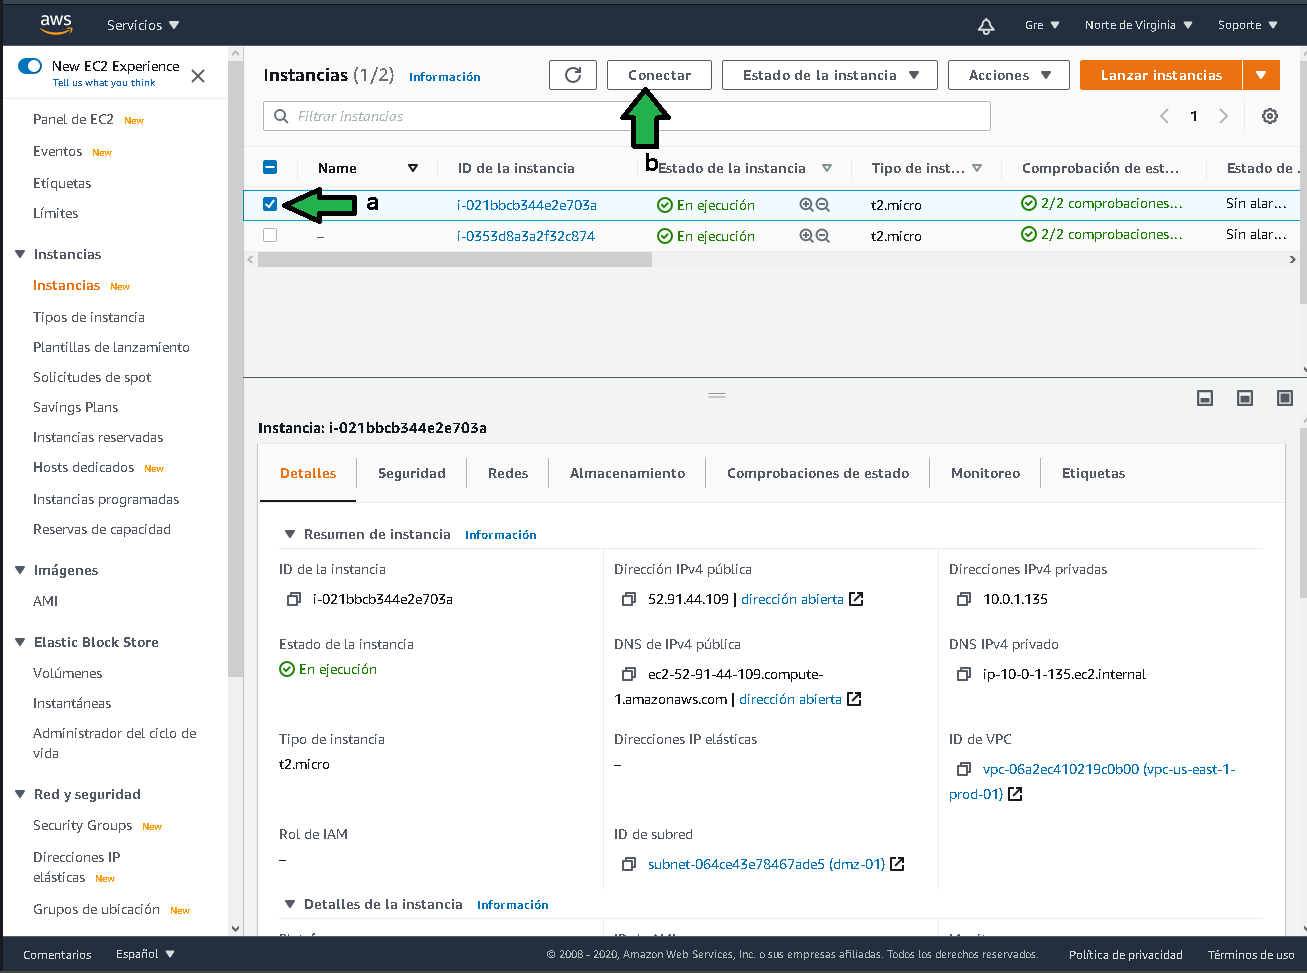 aws Servicios Gre Norte de Virginia Soporte
New EC2 Experience
Tell us what you think
Panel de EC2 New
Eventos New
Etiquetas
Límites
Instancias
Instancias New
Tipos de instancia
Plantillas de lanzamiento
Solicitudes de spot
Savings Plans
Instancias reservadas
Hosts dedicados New
Instancias programadas
Reservas de capacidad
Imágenes
AMI
Elastic Block Store
Volúmenes
Instantáneas
Administrador del ciclo de
vida
Red y seguridad
Security Groups New
Direcciones IP
elásticas New
Grupos de ubicación New
Instancias (1/2) Información Conectar Estado de la instancia Acciones Lanzar instancias
Filtrar instancias 1
b
Name ID de la instancia Estado de la instancia Tipo de inst... Comprobación de est... Estado de .
a i-021bbcb344e2e703a En ejecución t2.micro 2/2 comprobaciones... Sin alar...
– i-0353d8a3a2f32c874 En ejecución t2.micro 2/2 comprobaciones... Sin alar...
Instancia: i-021bbcb344e2e703a
Detalles Seguridad Redes Almacenamiento Comprobaciones de estado Monitoreo Etiquetas
Resumen de instancia Información
ID de la instancia
i-021bbcb344e2e703a
Dirección IPv4 pública
52.91.44.109 | dirección abierta
Direcciones IPv4 privadas
10.0.1.135
Estado de la instancia
En ejecución
DNS de IPv4 pública
ec2-52-91-44-109.compute-
1.amazonaws.com | dirección abierta
DNS IPv4 privado
ip-10-0-1-135.ec2.internal
Tipo de instancia
t2.micro
Direcciones IP elásticas
–
ID de VPC
vpc-06a2ec410219c0b00 (vpc-us-east-1-
prod-01)
Rol de IAM
–
ID de subred
subnet-064ce43e78467ade5 (dmz-01)
Detalles de la instancia Información
Comentarios Español © 2008 - 2020, Amazon Web Services, Inc. o sus empresas afiliadas. Todos los derechos reservados. Política de privacidad Términos de uso